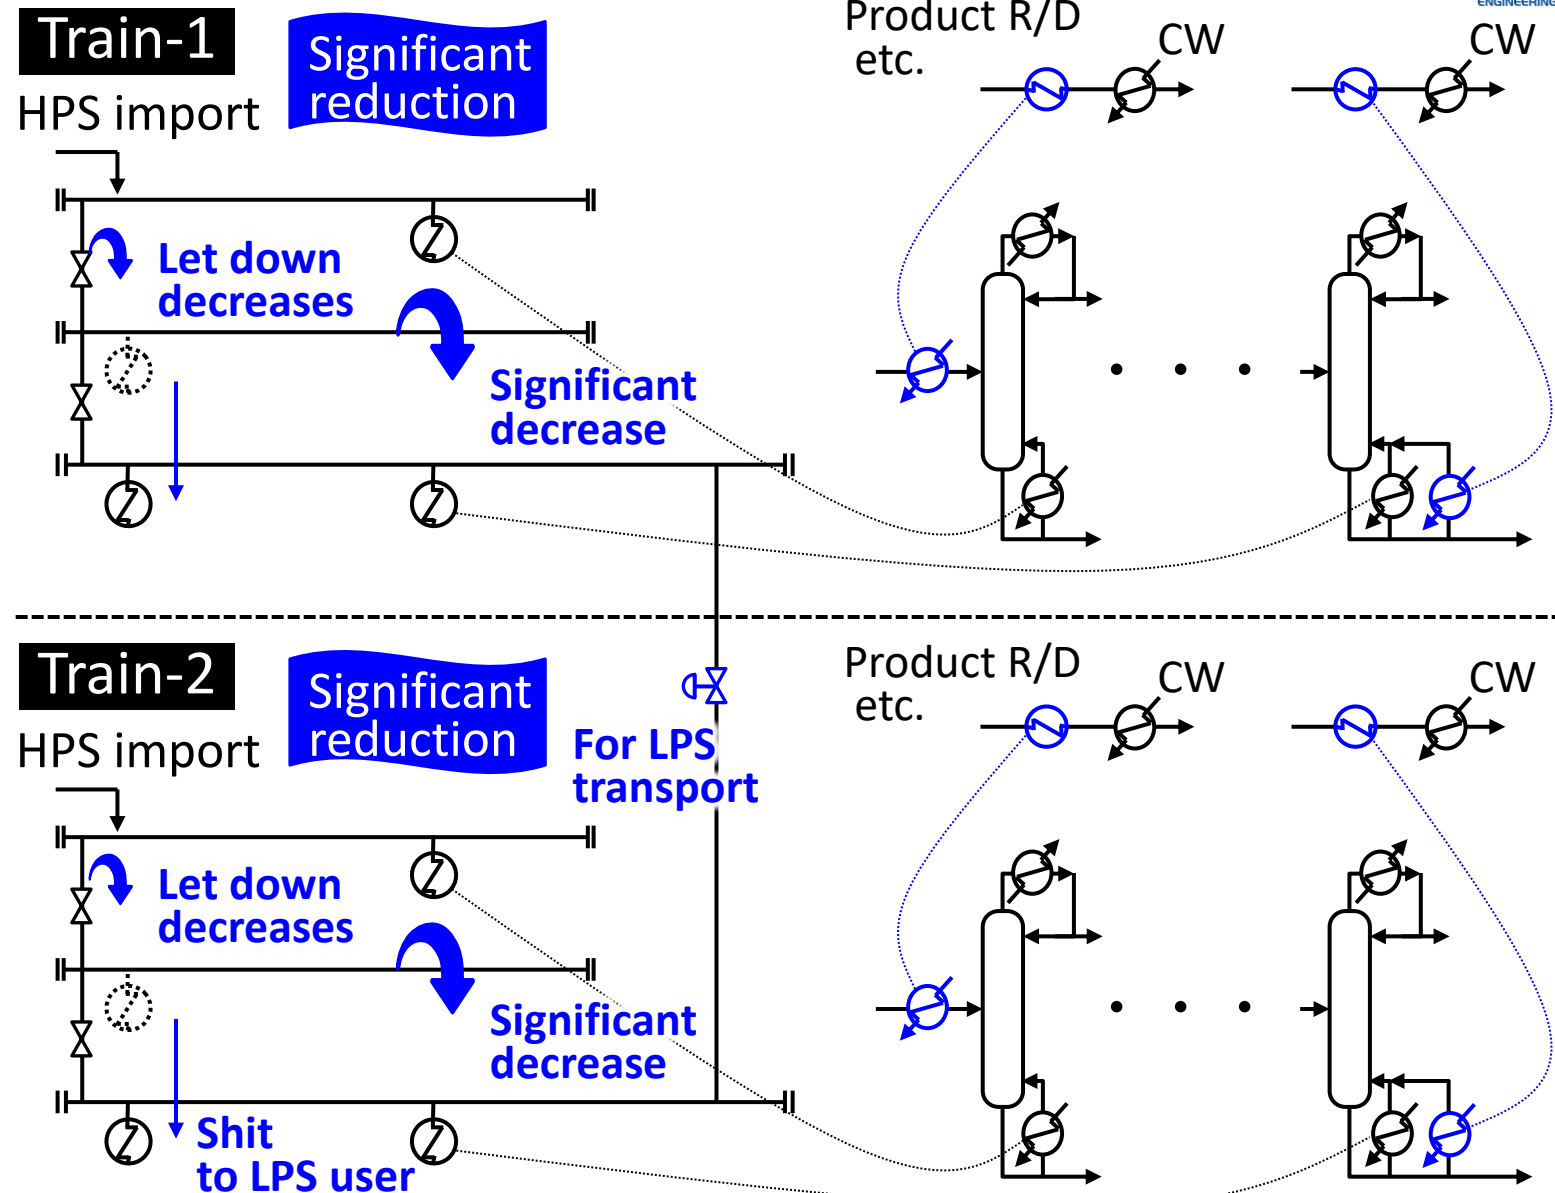 ENGINEERING
Train-1
Significant
reduction
HPS import
Product R/D
etc.
CW
CW
Let down
decreases
Significant
decrease
Train-2
Significant
reduction
HPS import
For LPS
transport
Product R/D
etc.
CW
CW
Let down
decreases
Significant
decrease
Shit
to LPS user